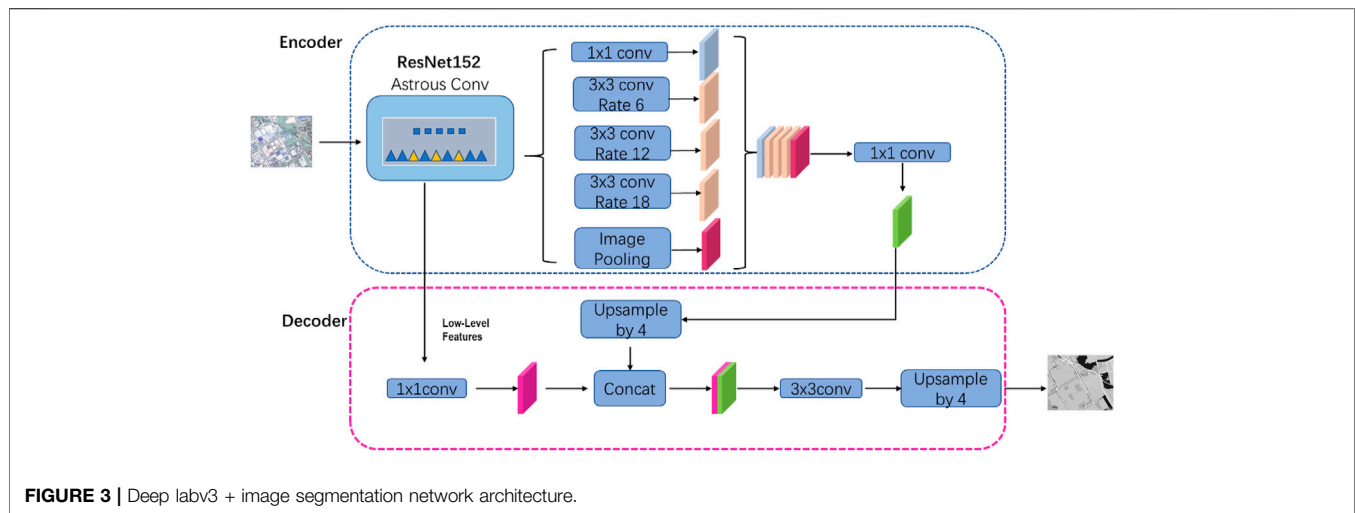 Encoder
ResNet152
Astrous Conv
1x1 conv
3x3 conv
Rate 6
3x3 conv
Rate 12
3x3 conv
Rate 18
Image
Pooling
1x1 conv
Decoder
Low-Level
Features
Upsample
by 4
1x1conv
Concat
3x3conv
Upsample
by 4
FIGURE 3 | Deep labv3 + image segmentation network architecture.